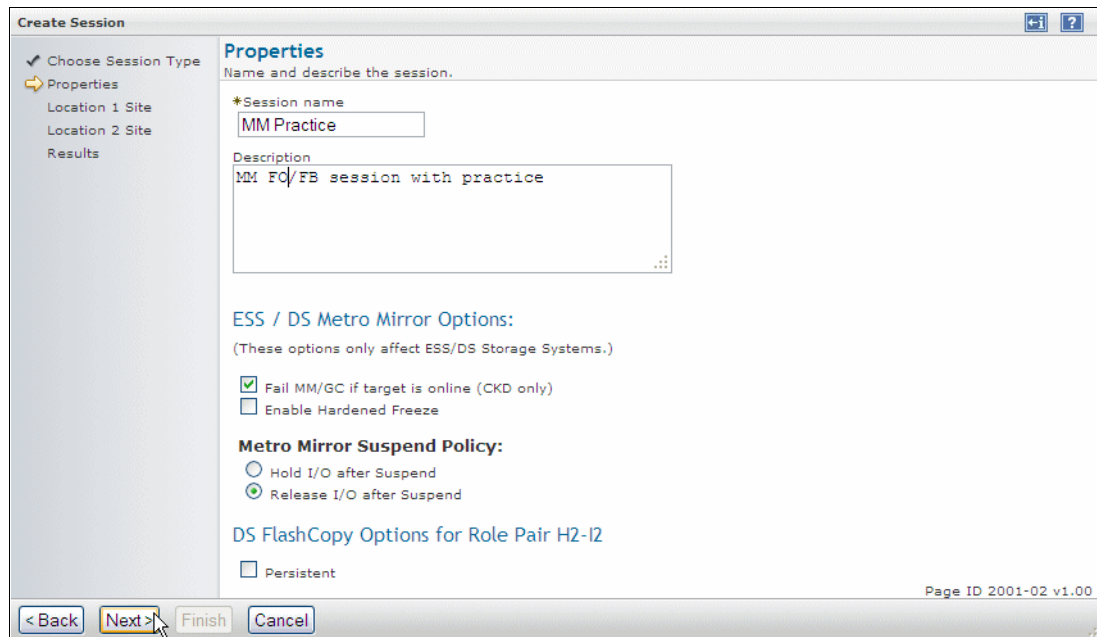 Create Session
?
Choose Session Type
Properties
Location 1 Site
Location 2 Site
Results
Properties
Name and describe the session.
*Session name
MM Practice
Description
MM FO/FB session with practice
ESS / DS Metro Mirror Options:
(These options only affect ESS/DS Storage Systems.)
Fail MM/GC if target is online (CKD only)
Enable Hardened Freeze
Metro Mirror Suspend Policy:
Hold I/O after Suspend
Release I/O after Suspend
DS FlashCopy Options for Role Pair H2-I2
Persistent
Page ID 2001-02 v1.00
< Back Next > Finish Cancel